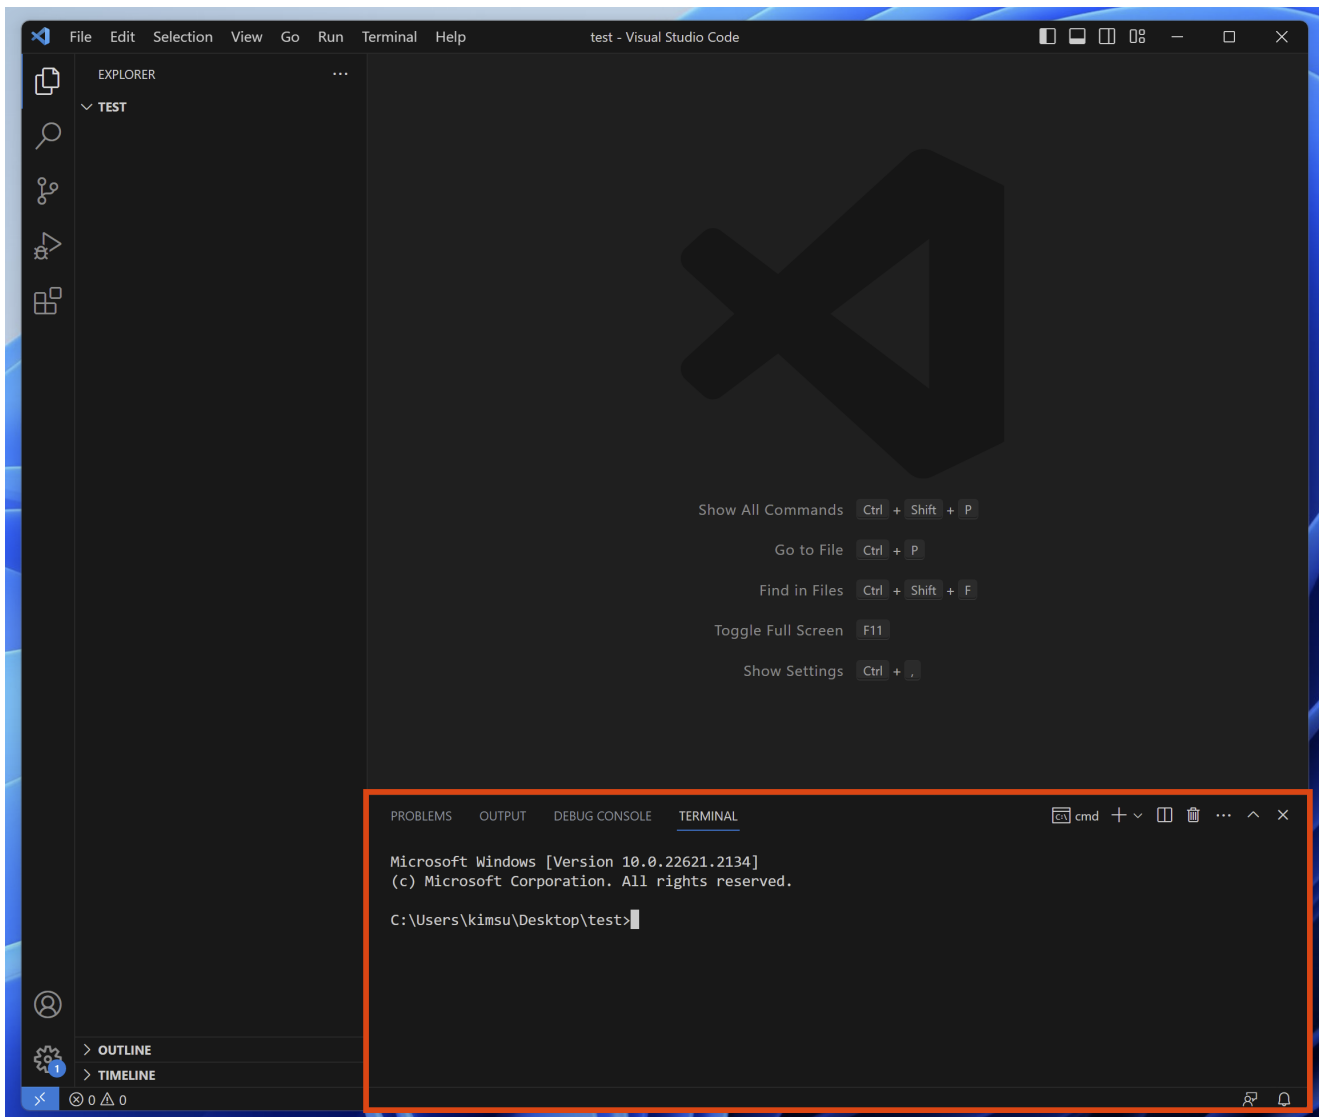 File Edit Selection View Go Run Terminal Help test - Visual Studio Code
EXPLORER
TEST
Show All Commands Ctrl + Shift + P
Go to File Ctrl + P
Find in Files Ctrl + Shift + F
Toggle Full Screen F11
Show Settings Ctrl + ,
PROBLEMS OUTPUT DEBUG CONSOLE TERMINAL cmd
Microsoft Windows [Version 10.0.22621.2134]
(c) Microsoft Corporation. All rights reserved.
C:\Users\kimsu\Desktop\test>
OUTLINE
1
TIMELINE
0 0